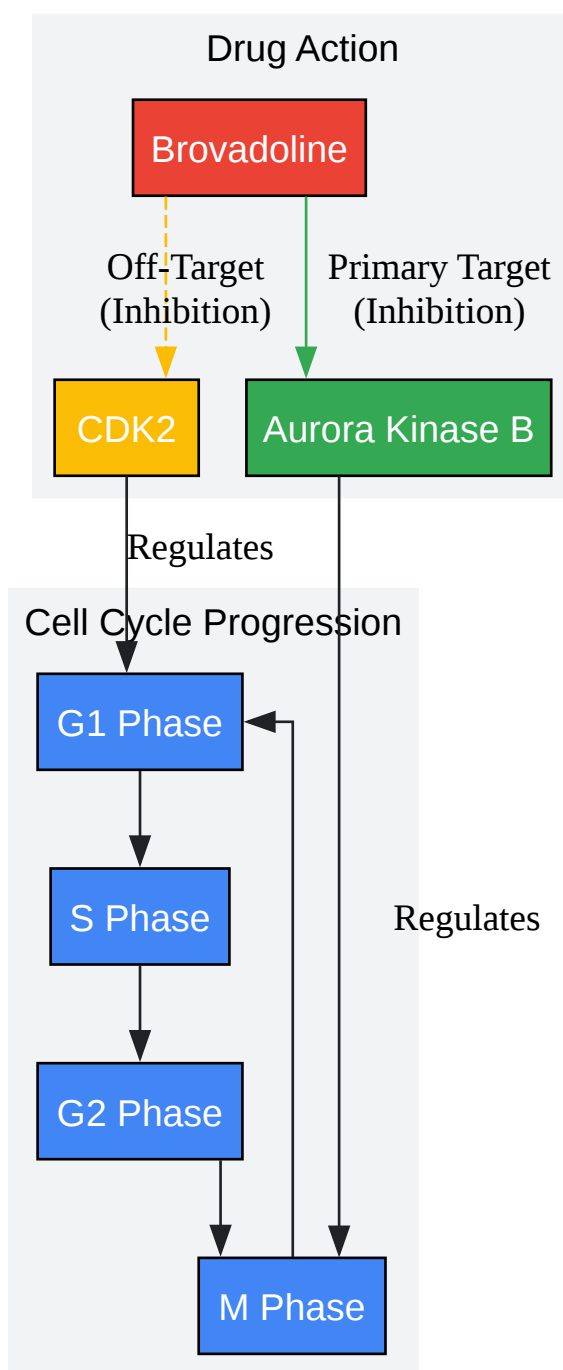 Drug Action
Brovadoline
Off-Target
(Inhibition)
Primary Target
(Inhibition)
CDK2
Aurora Kinase B
Regulates
Cell Cycle Progression
G1 Phase
S Phase
Regulates
G2 Phase
M Phase